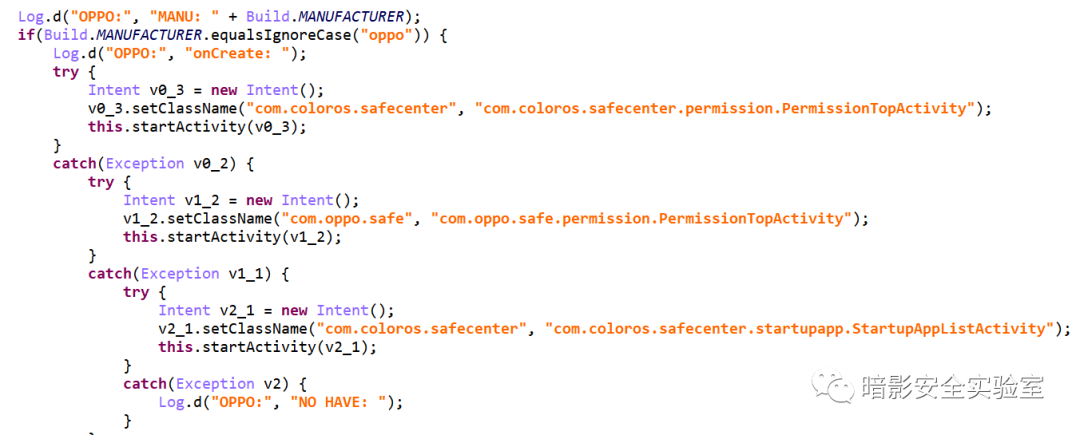 Log.d("OPPO:", "MANU: " + Build.MANUFACTURER);
if(Build.MANUFACTURER.equalsIgnoreCase("oppo")) {
    Log.d("OPPO:", "onCreate: ");
    try {
        Intent v0_3 = new Intent();
        v0_3.setClassName("com.coloros.safecenter", "com.coloros.safecenter.permission.PermissionTopActivity");
        this.startActivity(v0_3);
    }
    catch(Exception v0_2) {
        try {
            Intent v1_2 = new Intent();
            v1_2.setClassName("com.oppo.safe", "com.oppo.safe.permission.PermissionTopActivity");
            this.startActivity(v1_2);
        }
        catch(Exception v1_1) {
            try {
                Intent v2_1 = new Intent();
                v2_1.setClassName("com.coloros.safecenter", "com.coloros.safecenter.startupapp.StartupAppListActivity");
                this.startActivity(v2_1);
            }
            catch(Exception v2) {
                Log.d("OPPO:", "NO HAVE: ");
            }
暗影安全实验室